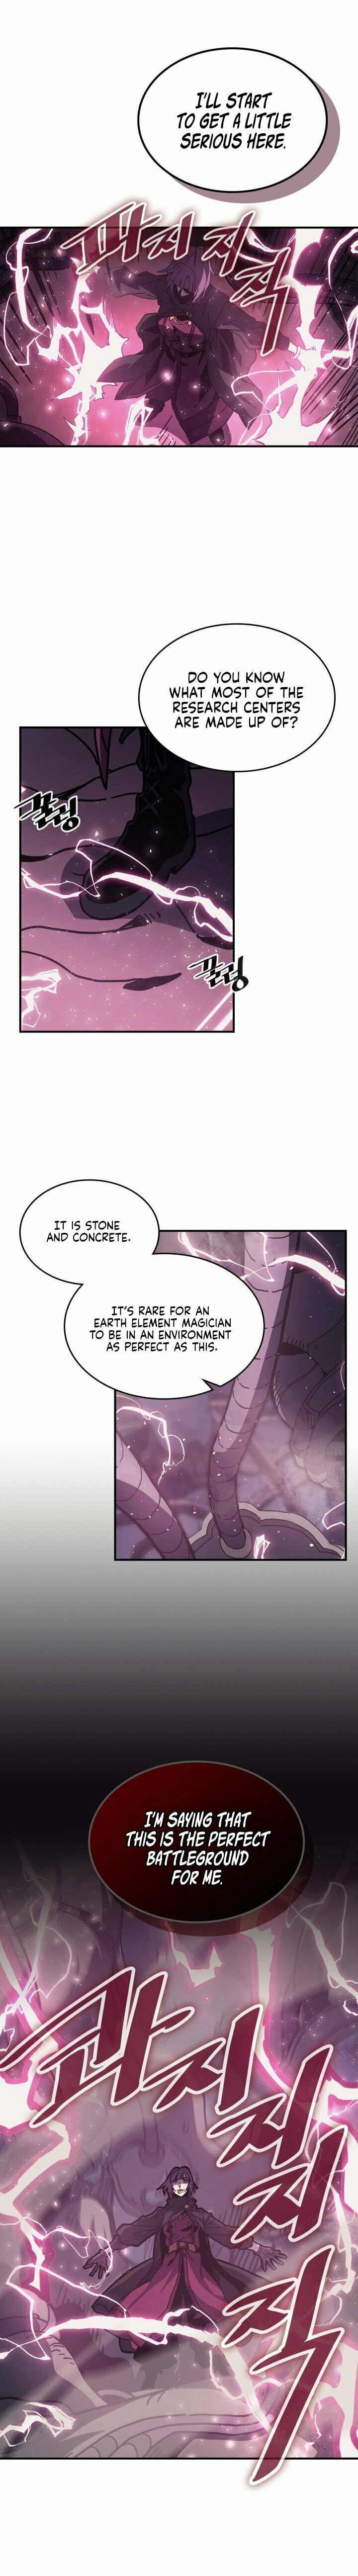 I'LL START
TO GET A LITTLE
SERIOUS HERE.
파지지직
DO YOU KNOW
WHAT MOST OF THE
RESEARCH CENTERS
ARE MADE UP OF?
꿀렁
꿀렁
IT IS STONE
AND CONCRETE.
IT'S RARE FOR AN
EARTH ELEMENT MAGICIAN
TO BE IN AN ENVIRONMENT
AS PERFECT AS THIS.
I'M SAYING THAT
THIS IS THE PERFECT
BATTLEGROUND
FOR ME.
콰지지지직